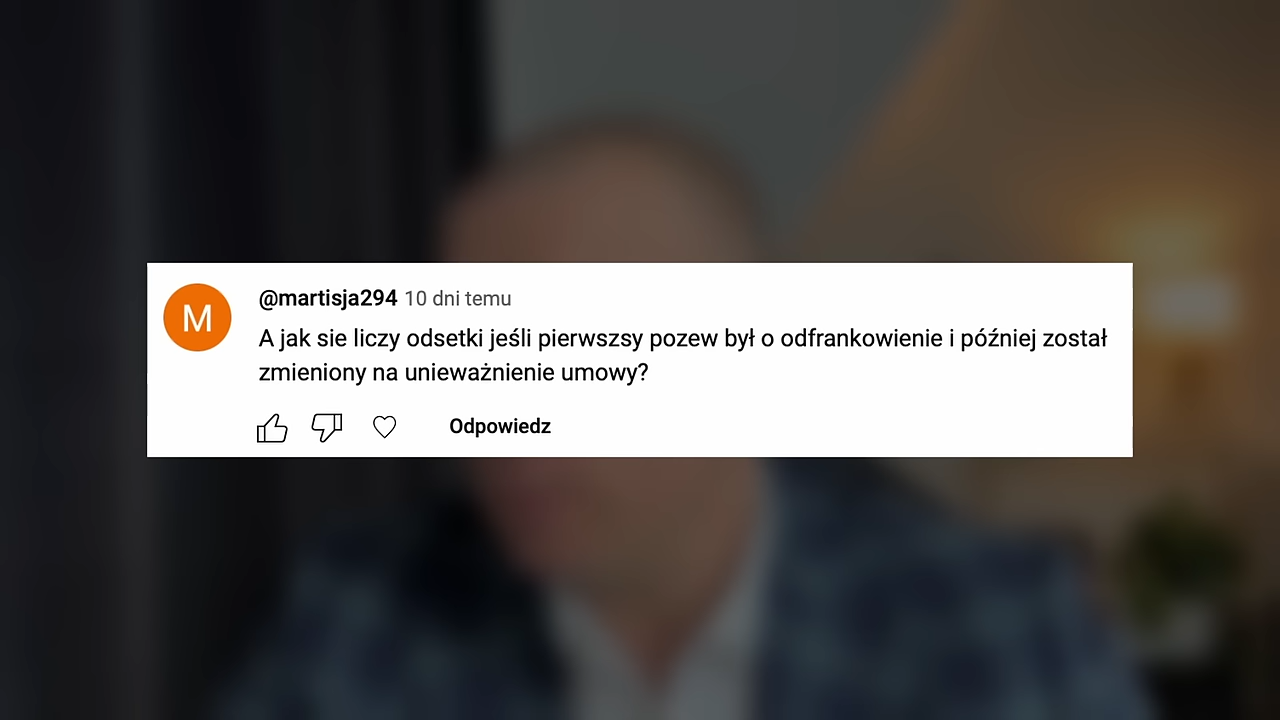 M
@martisja294 10 dni temu
A jak sie liczy odsetki jeśli pierwszsy pozew był o odfrankowienie i później został
zmieniony na unieważnienie umowy?
Odpowiedz